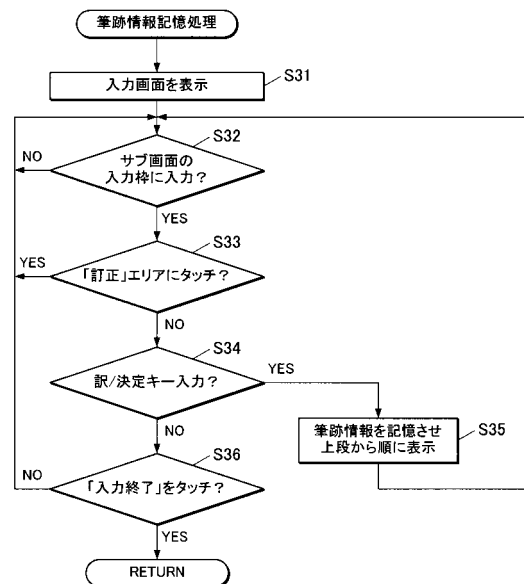 筆跡情報記憶処理
入力画面を表示
S31
S32
NO
サブ画面の
入力枠に入力？
YES
S33
YES
「訂正」エリアにタッチ？
NO
S34
訳/決定キー入力？
YES
S35
筆跡情報を記憶させ
上段から順に表示
NO
S36
NO
「入力終了」をタッチ？
YES
RETURN